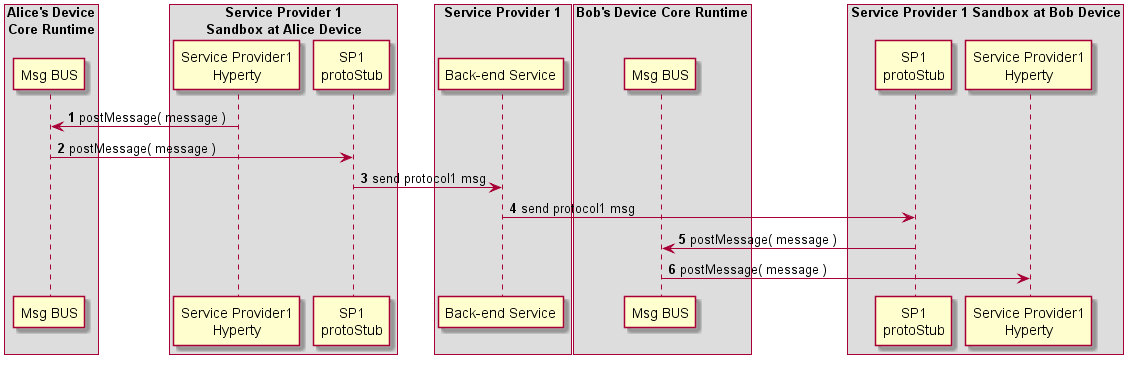 Alice's Device
Core Runtime
Service Provider 1
Sandbox at Alice Device
Service Provider 1
Bob's Device Core Runtime
Service Provider 1 Sandbox at Bob Device
Msg BUS
Service Provider1
Hyperty
SP1
protoStub
Back-end Service
Msg BUS
SP1
protoStub
Service Provider1
Hyperty
1 postMessage( message )
2 postMessage( message )
3 send protocol1 msg
4 send protocol1 msg
5 postMessage( message )
6 postMessage( message )
Msg BUS
Service Provider1
Hyperty
SP1
protoStub
Back-end Service
Msg BUS
SP1
protoStub
Service Provider1
Hyperty